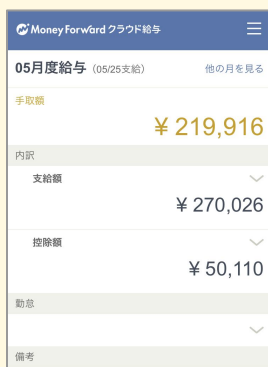 Money Forward クラウド給与
05月度給与 (05/25支給) 他の月を見る
手取額
¥ 219,916
内訳
支給額
¥ 270,026
控除額
¥ 50,110
勤怠
備考